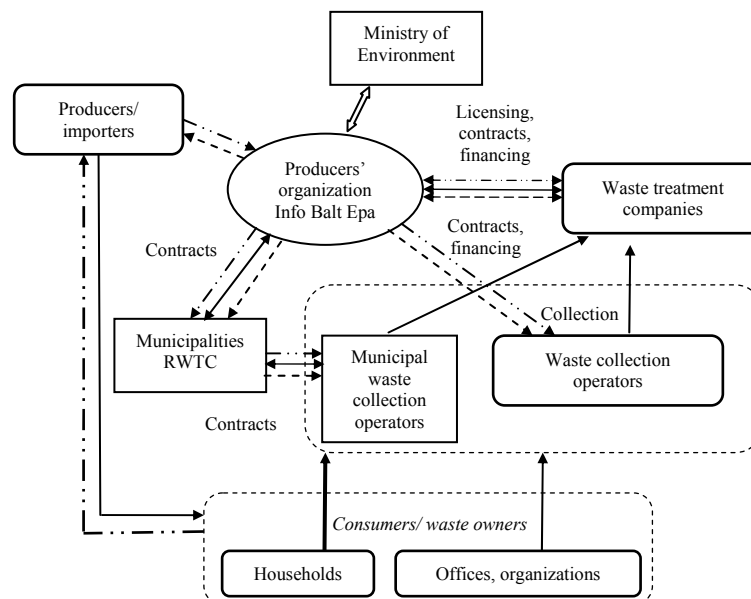 Ministry of
Environment
Producers/
importers
Licensing,
contracts,
financing
Producers’
organization
Info Balt Epa
Waste treatment
companies
Contracts
Contracts,
financing
Municipalities
RWTC
Collection
Municipal
waste
collection
operators
Waste collection
operators
Contracts
Consumers/ waste owners
Households
Offices, organizations